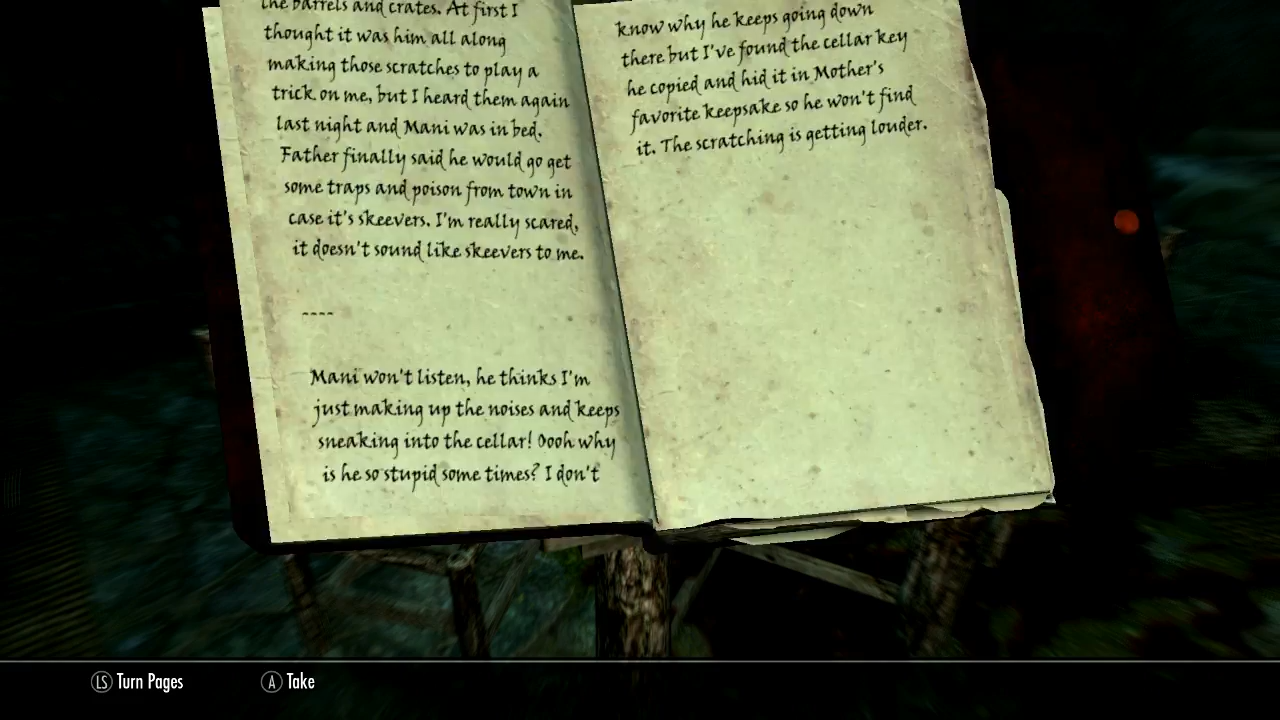 the barrels and crates. At first I
thought it was him all along
making those scratches to play a
trick on me, but I heard them again
last night and Mani was in bed.
Father finally said he would go get
some traps and poison from town in
case it's skeevers. I'm really scared,
it doesn't sound like skeevers to me.
----
Mani won't listen, he thinks I'm
just making up the noises and keeps
sneaking into the cellar! Oooh why
is he so stupid some times? I don't
know why he keeps going down
there but I've found the cellar key
he copied and hid it in Mother's
favorite keepsake so he won't find
it. The scratching is getting louder.
LS Turn Pages
A Take